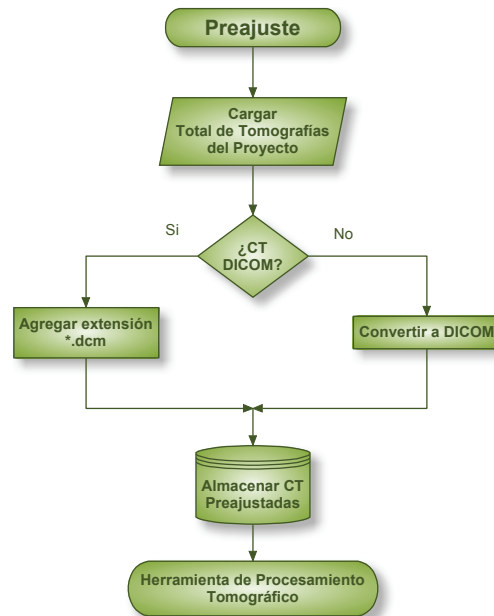 Preajuste
Cargar
Total de Tomografías
del Proyecto
Si
¿CT
DICOM?
No
Agregar extensión
*.dcm
Convertir a DICOM
Almacenar CT
Preajustadas
Herramienta de Procesamiento
Tomográfico